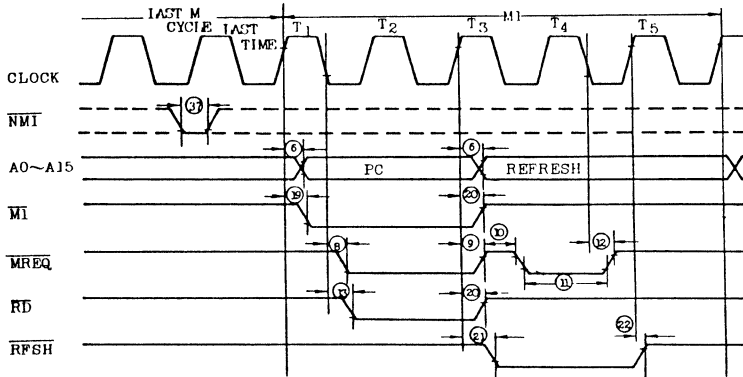 LAST M
CYCLE LAST
TIME
M1
T1 T2 T3 T4 T5
CLOCK
NMI
37
6 6
A0~A15 PC REFRESH
19 20
M1
8 9 10 12
MREQ
11
13 20
RD
21 22
RFSH